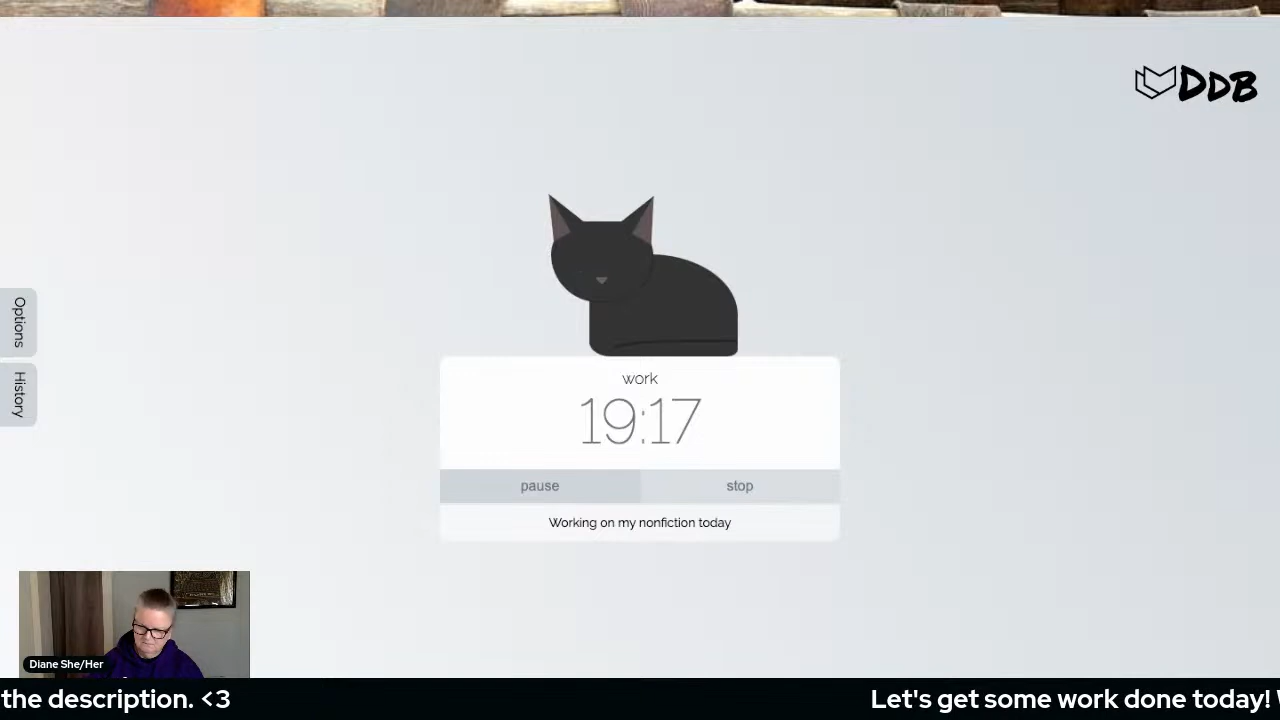 DDB
Options
History
work
19:17
pause
stop
Working on my nonfiction today
Diane She/Her
the description. <3
Let's get some work done today!